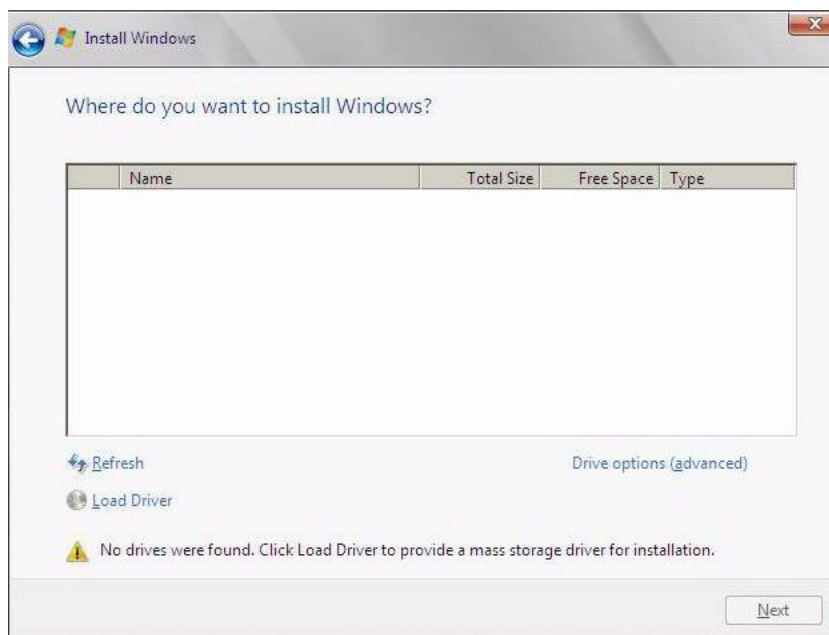 Install Windows
Where do you want to install Windows?
Name Total Size Free Space Type
Refresh Drive options (advanced)
Load Driver
No drives were found. Click Load Driver to provide a mass storage driver for installation.
Next